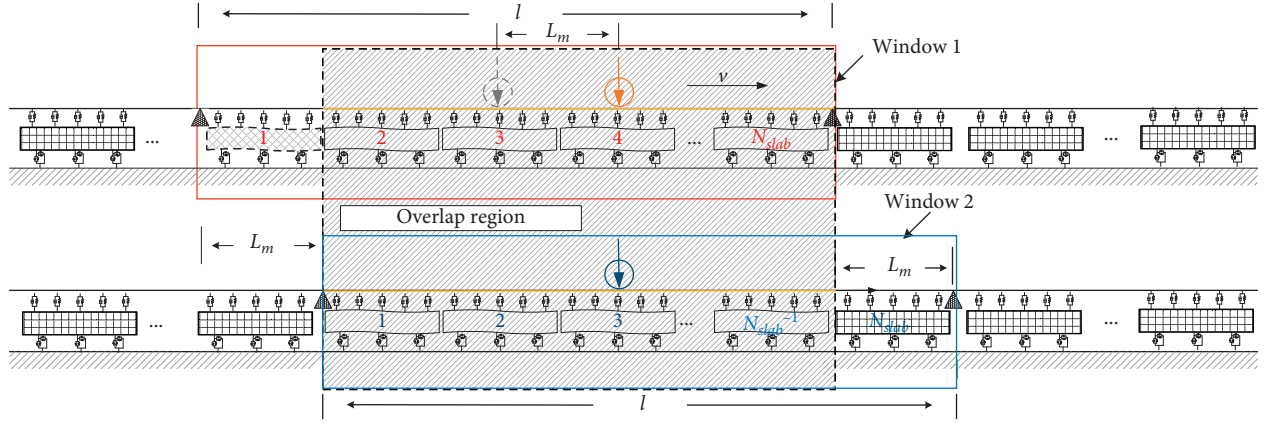 l
L_m
Window 1
v
... 1 2 3 4 ... N_slab ...
Overlap region
Window 2
L_m
L_m
... 1 2 3 ... N_slab-1 N_slab ...
l